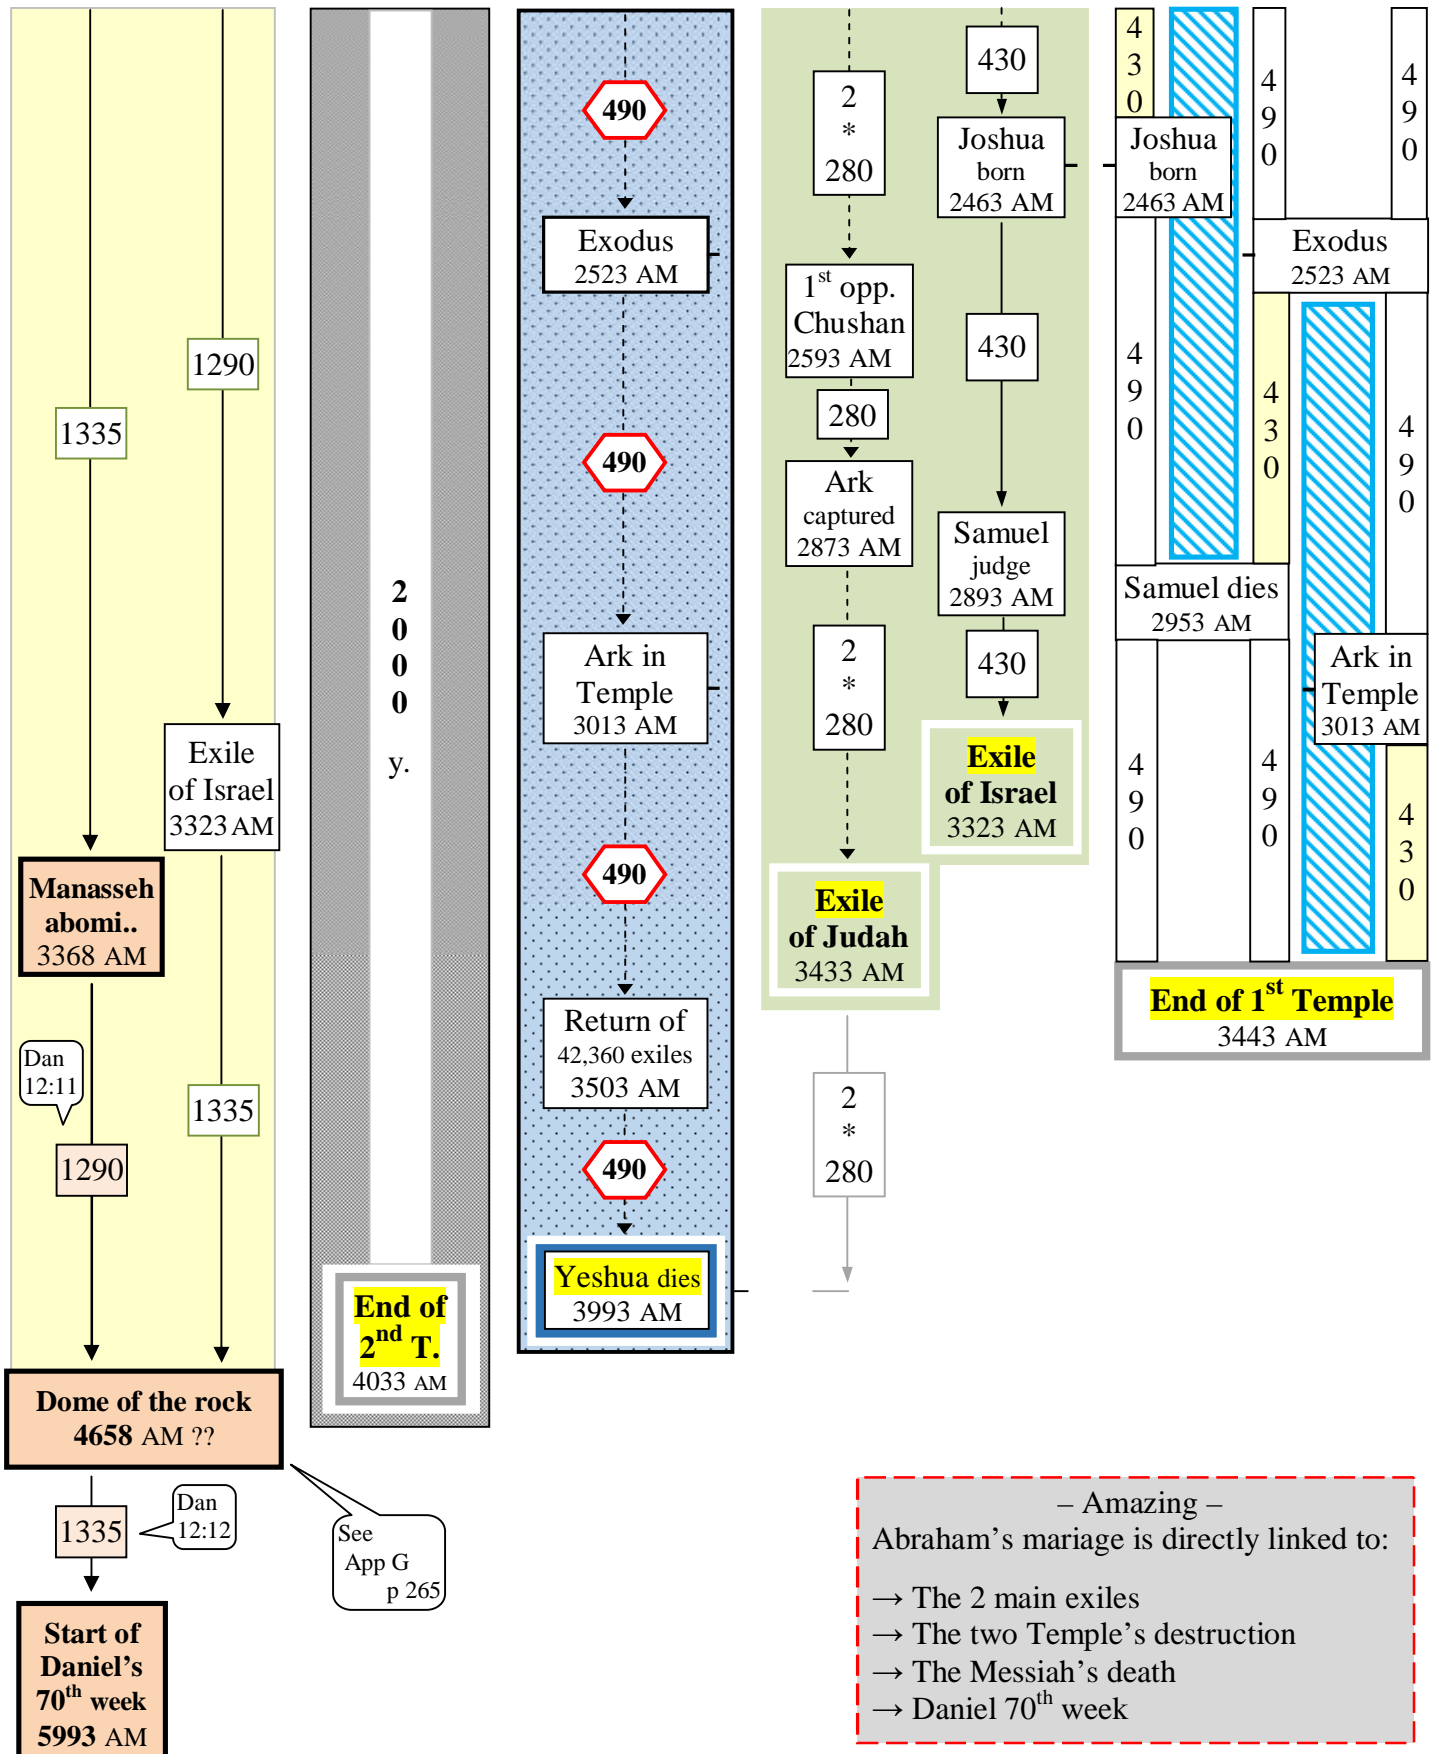 1335
1290
Exile
of Israel
3323 AM
Manasseh
abomi..
3368 AM
Dan
12:11
1290
1335
Dome of the rock
4658 AM ??
1335
Dan
12:12
See
App G
p 265
Start of
Daniel's
70th week
5993 AM
2
0
0
0
y.
End of
2nd T.
4033 AM
490
Exodus
2523 AM
490
Ark in
Temple
3013 AM
490
Return of
42,360 exiles
3503 AM
490
Yeshua dies
3993 AM
2
*
280
1st opp.
Chushan
2593 AM
280
Ark
captured
2873 AM
2
*
280
Exile
of Judah
3433 AM
2
*
280
430
Joshua
born
2463 AM
430
Samuel
judge
2893 AM
430
Exile
of Israel
3323 AM
4
3
0
Joshua
born
2463 AM
4
9
0
4
9
0
4
9
0
Exodus
2523 AM
4
3
0
4
9
0
Samuel dies
2953 AM
4
9
0
4
9
0
Ark in
Temple
3013 AM
4
3
0
End of 1st Temple
3443 AM
– Amazing –
Abraham's mariage is directly linked to:
→ The 2 main exiles
→ The two Temple's destruction
→ The Messiah's death
→ Daniel 70th week